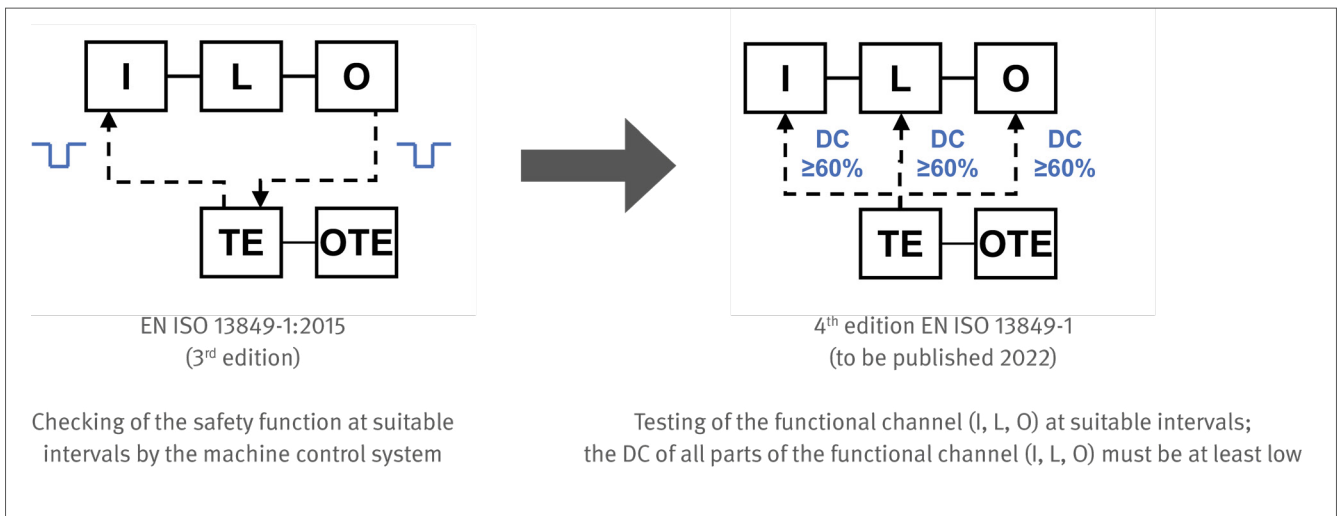 I L O
TE OTE
EN ISO 13849-1:2015
(3rd edition)
Checking of the safety function at suitable
intervals by the machine control system
I L O
DC DC DC
≥60% ≥60% ≥60%
TE OTE
4th edition EN ISO 13849-1
(to be published 2022)
Testing of the functional channel (I, L, O) at suitable intervals;
the DC of all parts of the functional channel (I, L, O) must be at least low